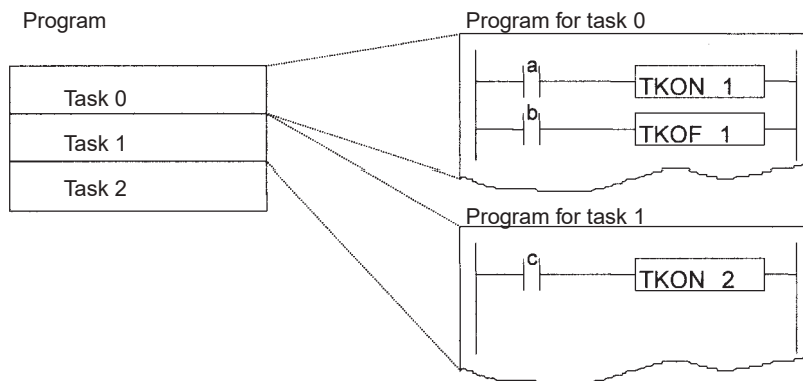 Program
Task 0
Task 1
Task 2
Program for task 0
a
TKON 1
b
TKOF 1
Program for task 1
c
TKON 2